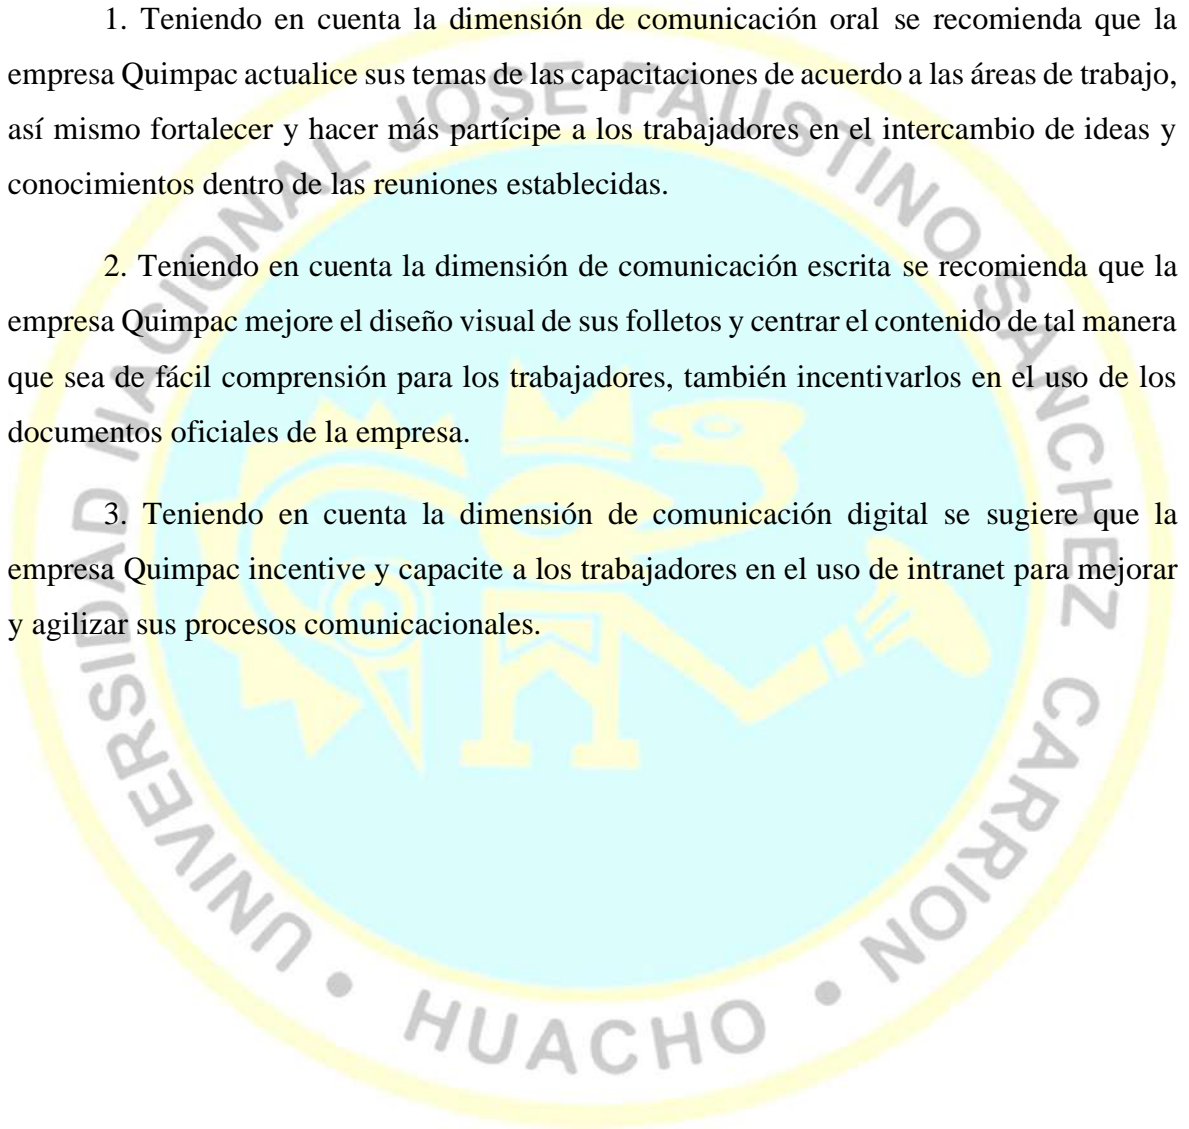 1. Teniendo en cuenta la dimensión de comunicación oral se recomienda que la
empresa Quimpac actualice sus temas de las capacitaciones de acuerdo a las áreas de trabajo,
así mismo fortalecer y hacer más partícipe a los trabajadores en el intercambio de ideas y
conocimientos dentro de las reuniones establecidas.
2. Teniendo en cuenta la dimensión de comunicación escrita se recomienda que la
empresa Quimpac mejore el diseño visual de sus folletos y centrar el contenido de tal manera
que sea de fácil comprensión para los trabajadores, también incentivarlos en el uso de los
documentos oficiales de la empresa.
3. Teniendo en cuenta la dimensión de comunicación digital se sugiere que la
empresa Quimpac incentive y capacite a los trabajadores en el uso de intranet para mejorar
y agilizar sus procesos comunicacionales.
UNIVERSIDAD NACIONAL JOSE FAUSTINO SANCHEZ CARRION
• HUACHO •